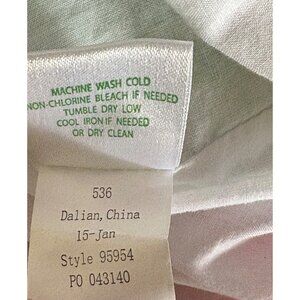 MACHINE WASH COLD
NON-CHLORINE BLEACH IF NEEDED
TUMBLE DRY LOW
COOL IRON IF NEEDED
OR DRY CLEAN
536
Dalian, China
15-Jan
Style 95954
PO 043140